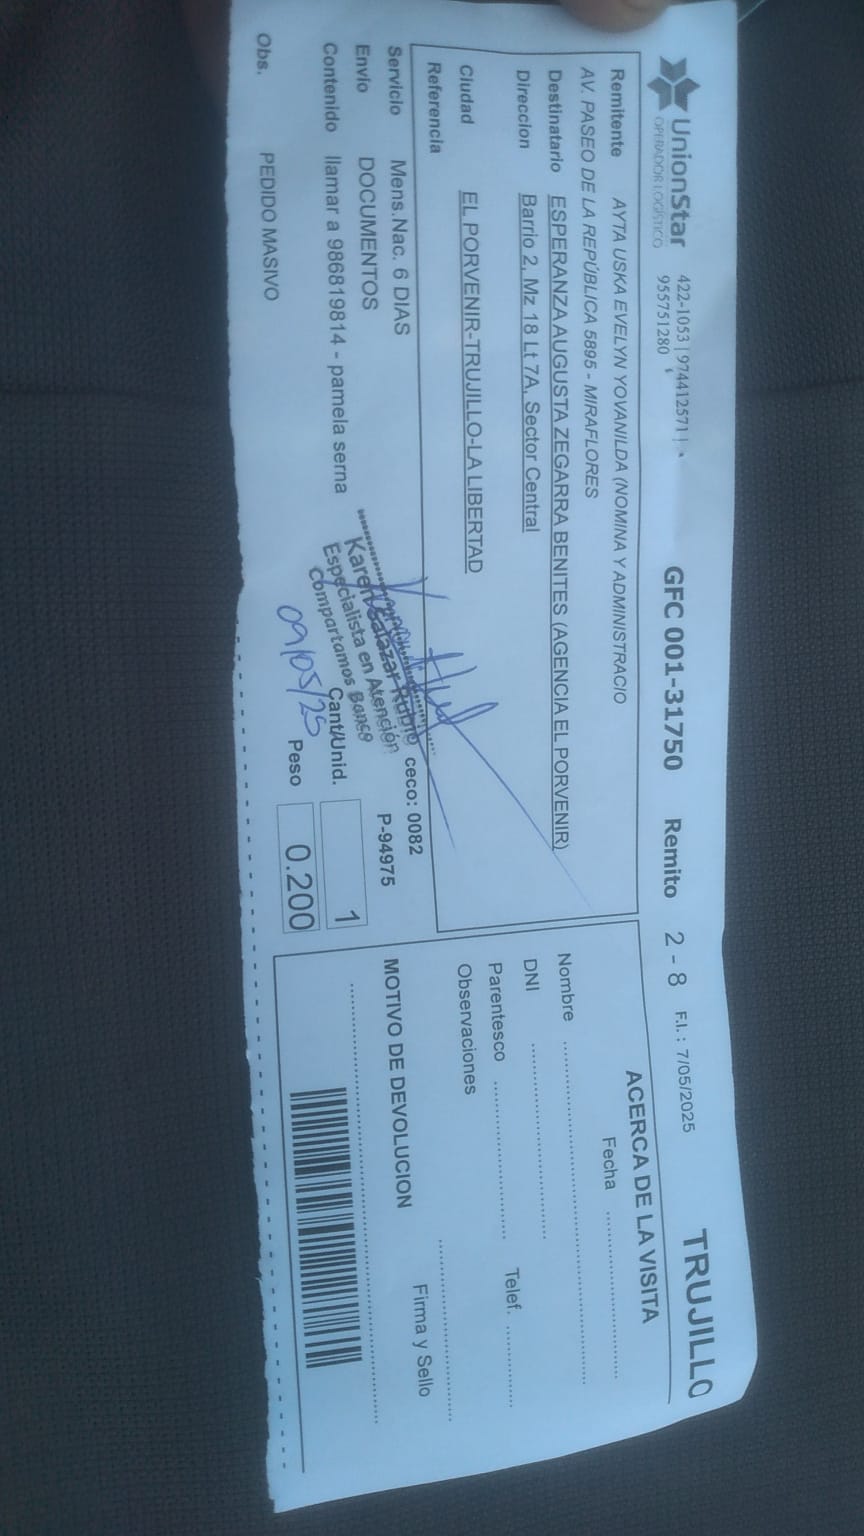 UnionStar
OPERADOR LOGÍSTICO
422-1053 | 974412571 |
955751280
GFC 001-31750 Remito 2 - 8 F.I. : 7/05/2025 TRUJILLO
Remitente AYTA USKA EVELYN YOVANILDA (NOMINA Y ADMINISTRACIO
AV. PASEO DE LA REPÚBLICA 5895 - MIRAFLORES
Destinatario ESPERANZA AUGUSTA ZEGARRA BENITES (AGENCIA EL PORVENIR)
Direccion Barrio 2, Mz 18 Lt 7A, Sector Central
Ciudad EL PORVENIR-TRUJILLO-LA LIBERTAD
Referencia
Servicio Mens.Nac. 6 DIAS ceco: 0082
Envio DOCUMENTOS P-94975
Contenido llamar a 986819814 - pamela serna
Cant/Unid. 1
Peso 0.200
Obs. PEDIDO MASIVO
Karen Salazar Rubio
Especialista en Atención
Compartamos Banco
09/05/25
ACERCA DE LA VISITA
Fecha
Nombre
DNI
Parentesco Telef.
Observaciones
MOTIVO DE DEVOLUCION
Firma y Sello